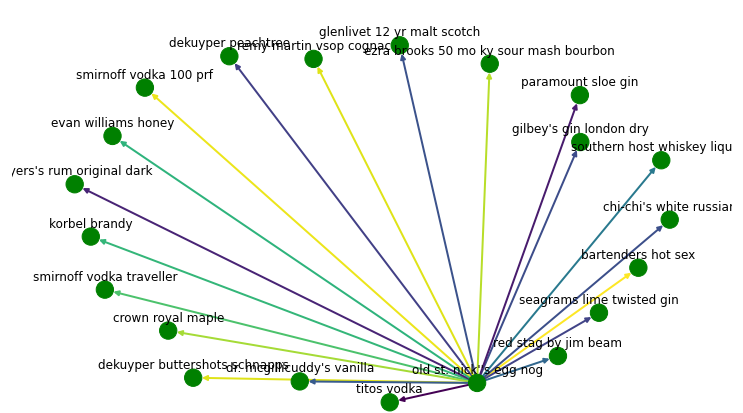 glenlivet 12 yr malt scotch
dekuyper peachtree
remy martin vsop cognac
ezra brooks 50 mo ky sour mash bourbon
smirnoff vodka 100 prf
paramount sloe gin
evan williams honey
gilbey's gin london dry
southern host whiskey liqu
yers's rum original dark
chi-chi's white russian
korbel brandy
bartenders hot sex
smirnoff vodka traveller
seagrams lime twisted gin
crown royal maple
red stag by jim beam
dekuyper buttershots schnapps
dr. mcgillicuddy's vanilla
old st. nick's egg nog
titos vodka